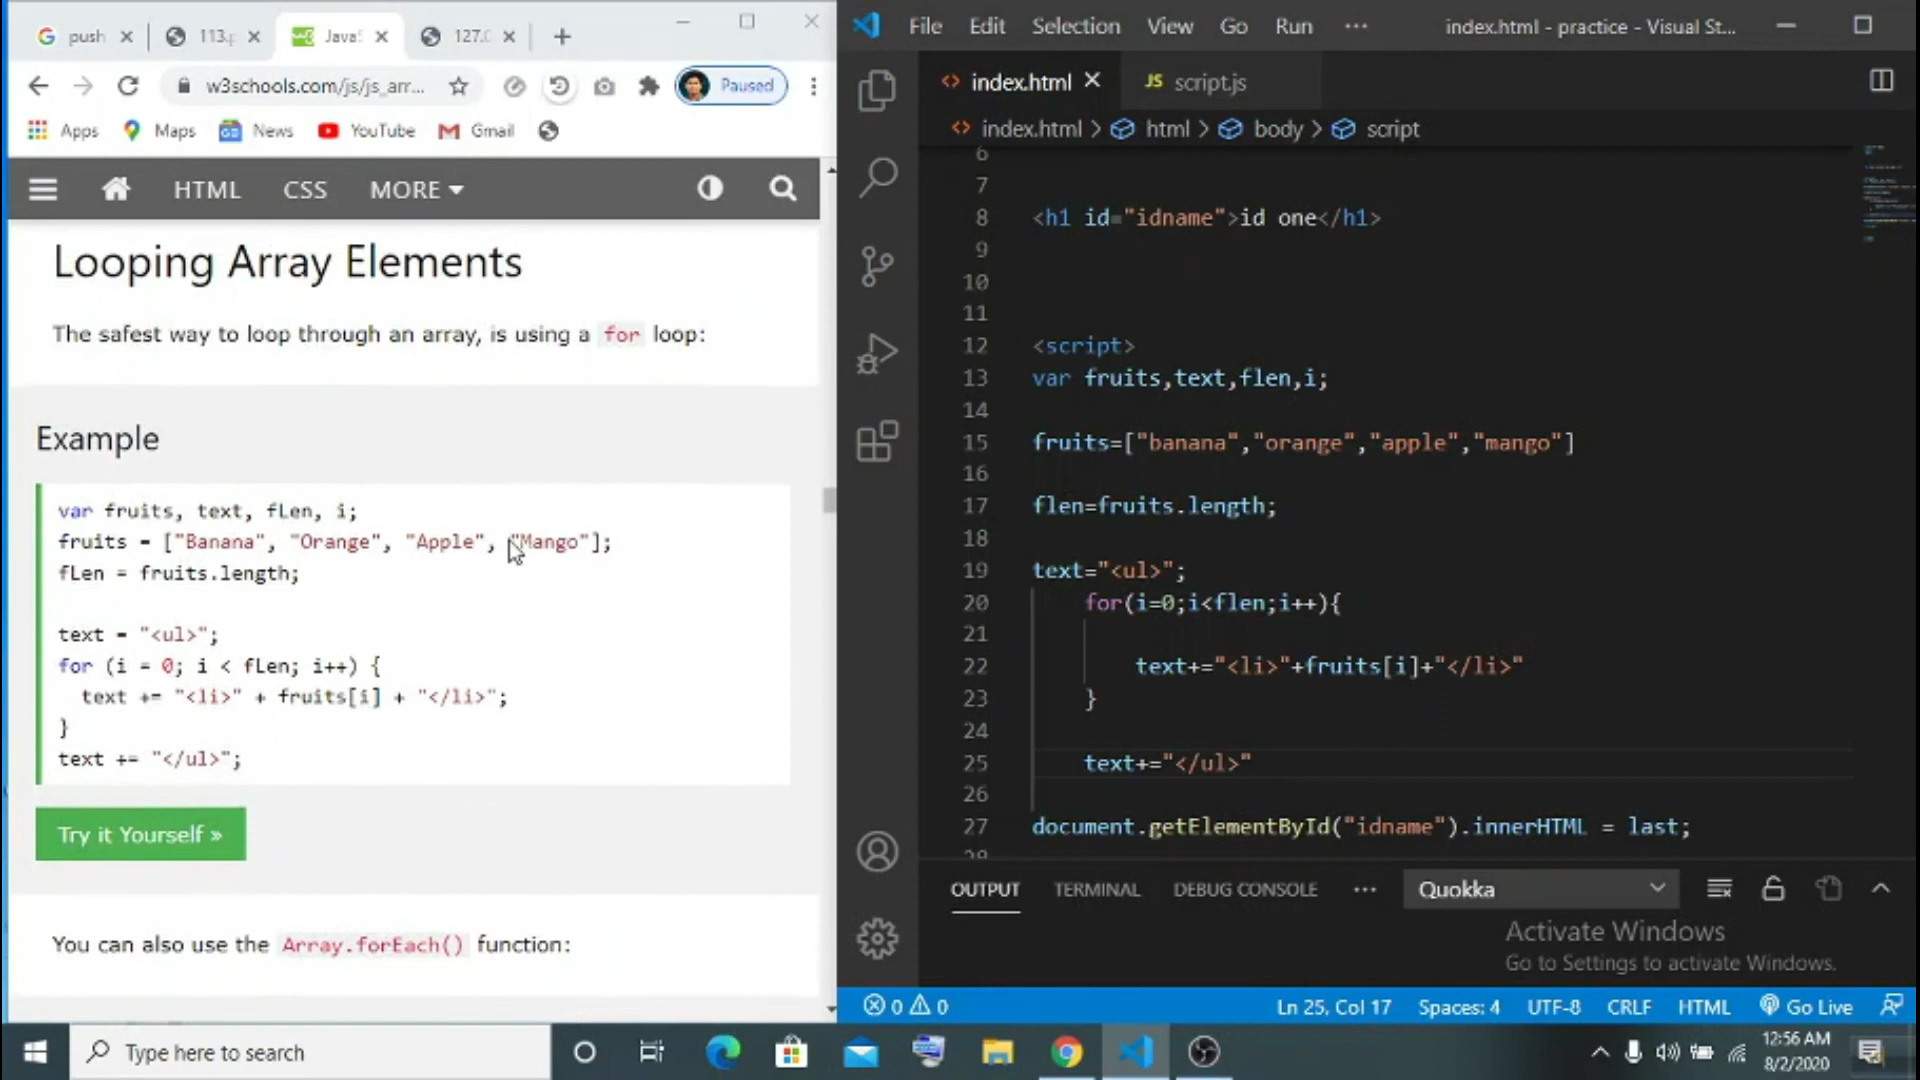 push
113.p
JavaS
127.0
w3schools.com/js/js_arr...
Paused
Apps
Maps
News
YouTube
Gmail
HTML
CSS
MORE
Looping Array Elements
The safest way to loop through an array, is using a for loop:
Example
var fruits, text, fLen, i;
fruits = ["Banana", "Orange", "Apple", "Mango"];
fLen = fruits.length;
text = "<ul>";
for (i = 0; i < fLen; i++) {
text += "<li>" + fruits[i] + "</li>";
}
text += "</ul>";
Try it Yourself »
You can also use the Array.forEach() function:
File Edit Selection View Go Run ···
index.html - practice - Visual St...
index.html
JS script.js
index.html > html > body > script
6
7
8 <h1 id="idname">id one</h1>
9
10
11
12 <script>
13 var fruits,text,flen,i;
14
15 fruits=["banana","orange","apple","mango"]
16
17 flen=fruits.length;
18
19 text="<ul>";
20 for(i=0;i<flen;i++){
21
22 text+="<li>"+fruits[i]+"</li>"
23 }
24
25 text+="</ul>"
26
27 document.getElementById("idname").innerHTML = last;
28
OUTPUT TERMINAL DEBUG CONSOLE ··· Quokka
Activate Windows
Go to Settings to activate Windows.
0 0
Ln 25, Col 17 Spaces: 4 UTF-8 CRLF HTML Go Live
Type here to search
12:56 AM
8/2/2020